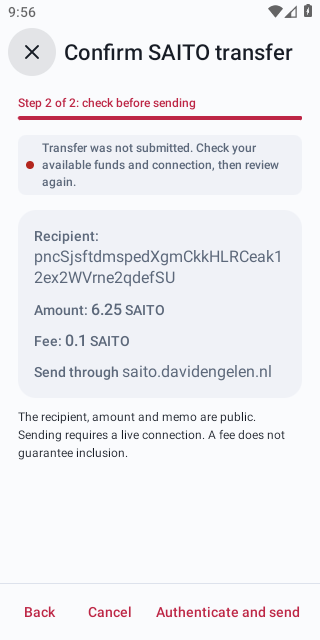 9:56
Confirm SAITO transfer
Step 2 of 2: check before sending
Transfer was not submitted. Check your
available funds and connection, then review
again.
Recipient:
pncSjsftdmspedXgmCkkHLRCeak1
2ex2WVrne2qdefSU
Amount: 6.25 SAITO
Fee: 0.1 SAITO
Send through saito.davidengelen.nl
The recipient, amount and memo are public.
Sending requires a live connection. A fee does not
guarantee inclusion.
Back
Cancel
Authenticate and send